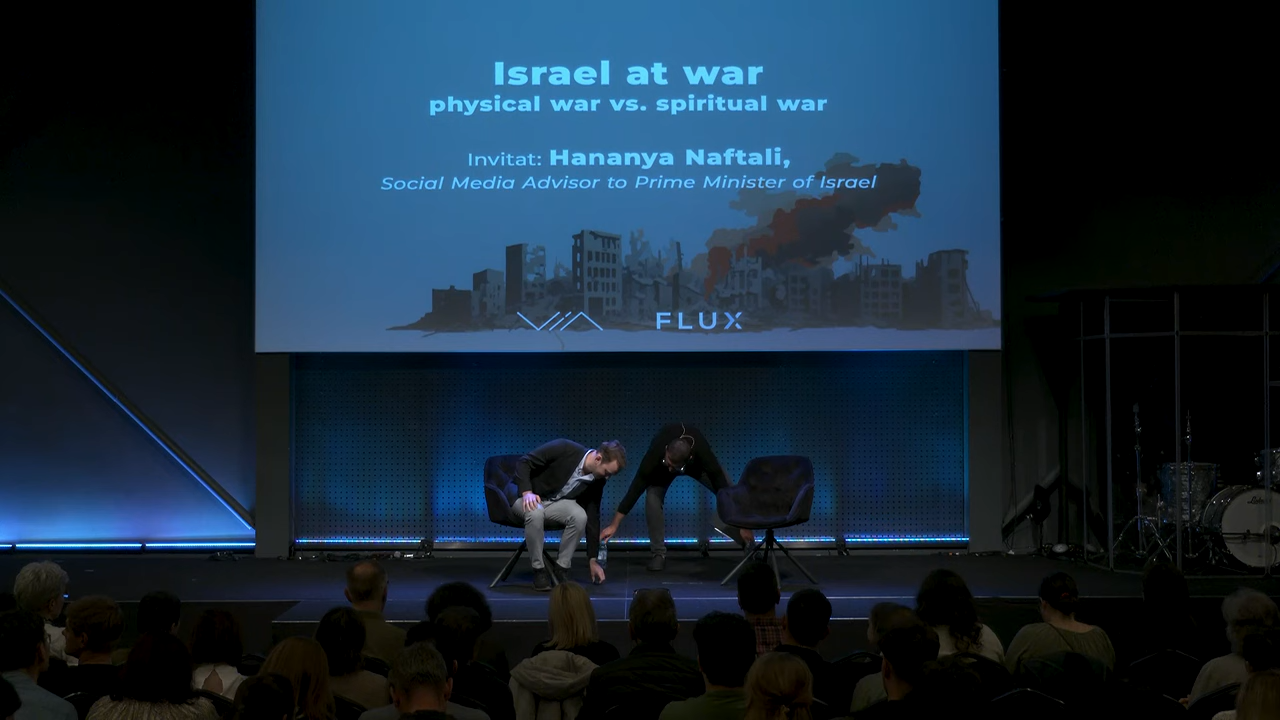 Israel at war
physical war vs. spiritual war
Invitat: Hananya Naftali,
Social Media Advisor to Prime Minister of Israel
VIA FLUX